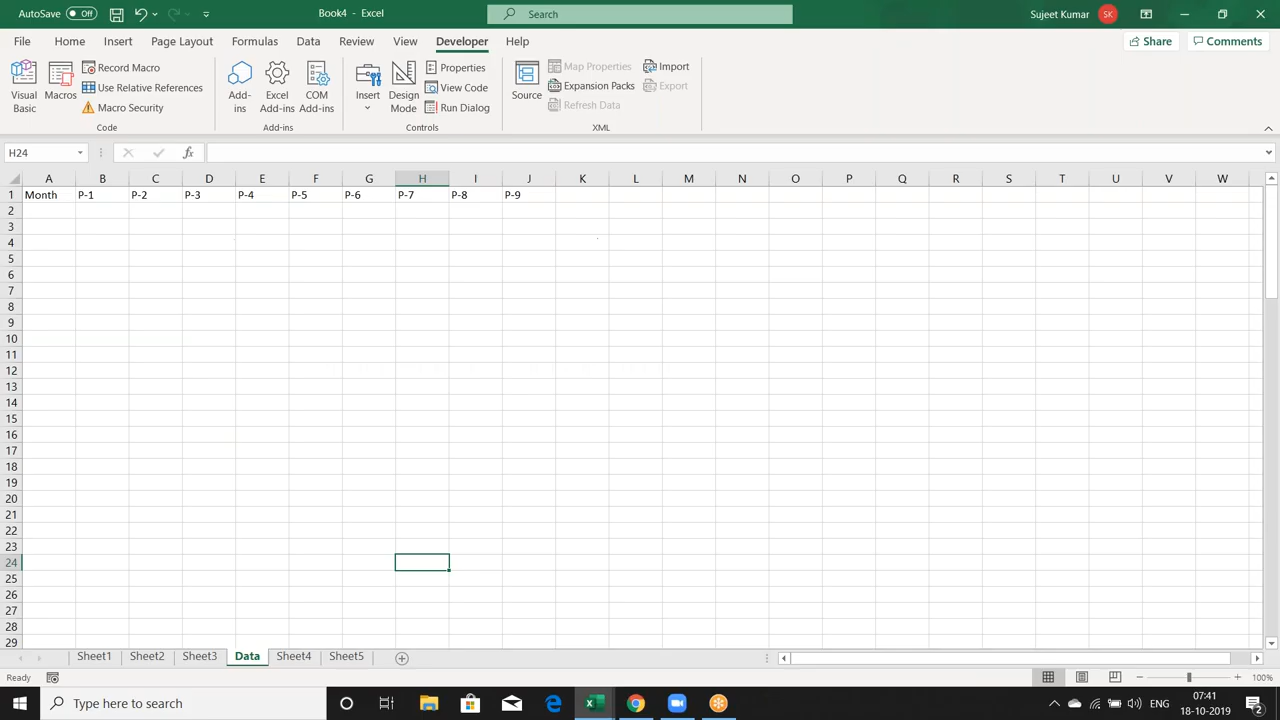 AutoSave Off Book4 - Excel Search Sujeet Kumar SK
File Home Insert Page Layout Formulas Data Review View Developer Help Share Comments
Visual Basic
Macros
Record Macro
Use Relative References
Macro Security
Code
Add-ins
Excel Add-ins
COM Add-ins
Add-ins
Insert
Design Mode
Properties
View Code
Run Dialog
Controls
Source
Map Properties
Expansion Packs
Refresh Data
Import
Export
XML
H24 fx
A B C D E F G H I J K L M N O P Q R S T U V W
1 Month P-1 P-2 P-3 P-4 P-5 P-6 P-7 P-8 P-9
2
3
4
5
6
7
8
9
10
11
12
13
14
15
16
17
18
19
20
21
22
23
24
25
26
27
28
29
Sheet1 Sheet2 Sheet3 Data Sheet4 Sheet5
Ready 100%
Type here to search ENG 07:41
18-10-2019 2